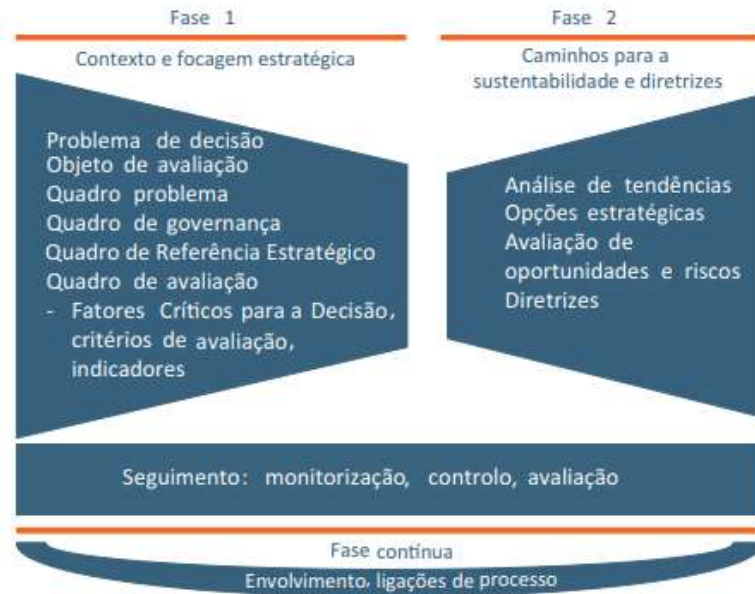 Fase 1
Contexto e focagem estratégica
Problema de decisão
Objeto de avaliação
Quadro problema
Quadro de governança
Quadro de Referência Estratégico
Quadro de avaliação
- Fatores Críticos para a Decisão,
critérios de avaliação,
indicadores
Fase 2
Caminhos para a
sustentabilidade e diretrizes
Análise de tendências
Opções estratégicas
Avaliação de
oportunidades e riscos
Diretrizes
Seguimento: monitorização, controlo, avaliação
Fase contínua
Envolvimento, ligações de processo